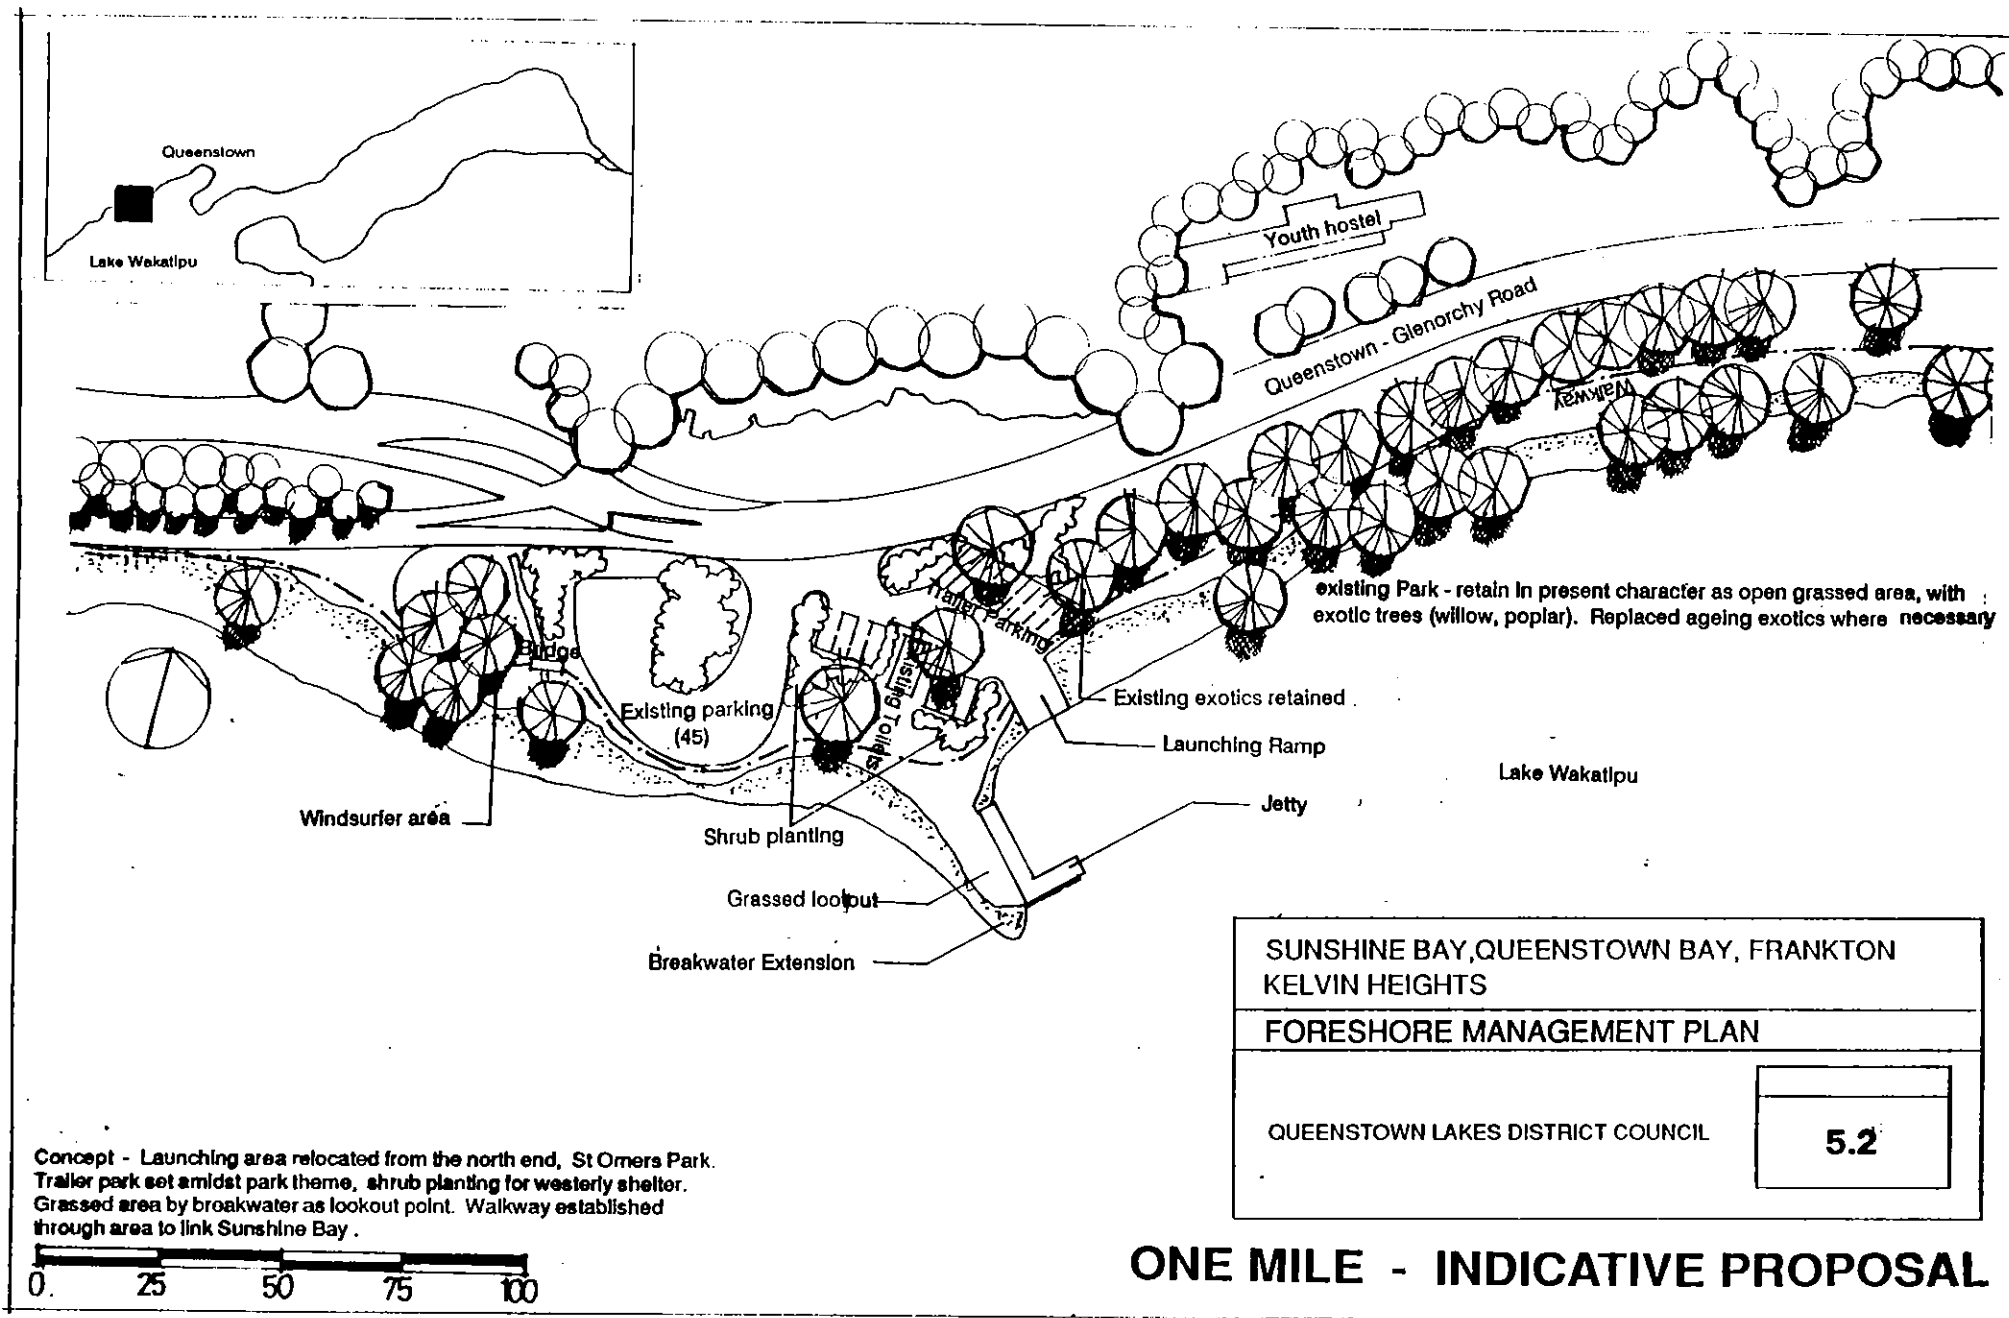 Queenstown
Lake Wakatipu
Youth hostel
Queenstown - Glenorchy Road
Walkway
Trailer Parking
existing Park - retain in present character as open grassed area, with
exotic trees (willow, poplar). Replaced ageing exotics where necessary
Bridge
Existing Toilets
Existing parking
(45)
Existing exotics retained
Launching Ramp
Lake Wakatipu
Jetty
Windsurfer area
Shrub planting
Grassed lookout
Breakwater Extension
SUNSHINE BAY,QUEENSTOWN BAY, FRANKTON
KELVIN HEIGHTS
FORESHORE MANAGEMENT PLAN
QUEENSTOWN LAKES DISTRICT COUNCIL
5.2
Concept - Launching area relocated from the north end, St Omers Park.
Trailer park set amidst park theme, shrub planting for westerly shelter.
Grassed area by breakwater as lookout point. Walkway established
through area to link Sunshine Bay.
0. 25 50 75 100
ONE MILE - INDICATIVE PROPOSAL